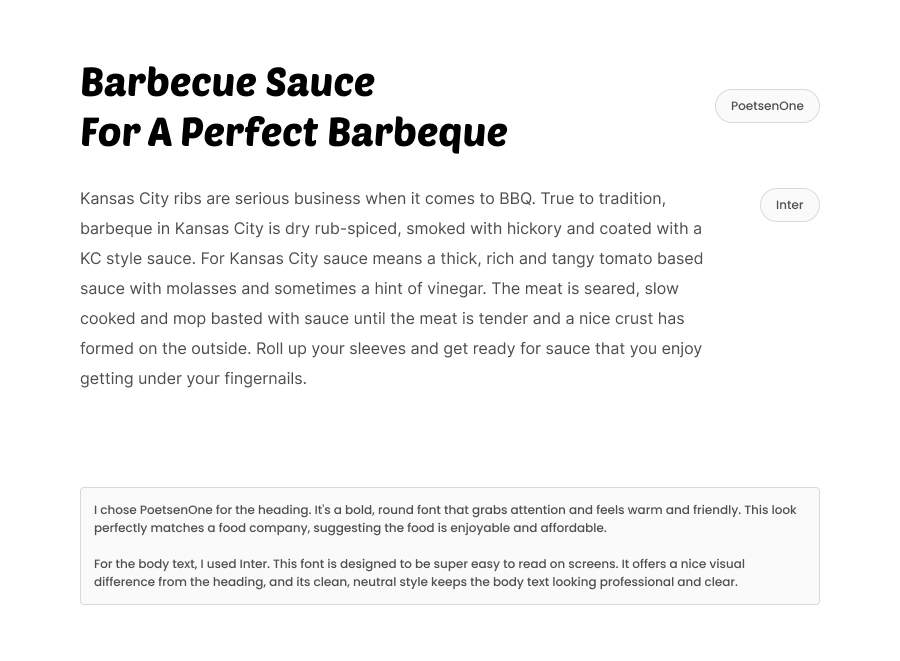 Barbecue Sauce
For A Perfect Barbeque
PoetsenOne
Kansas City ribs are serious business when it comes to BBQ. True to tradition,
barbeque in Kansas City is dry rub-spiced, smoked with hickory and coated with a
KC style sauce. For Kansas City sauce means a thick, rich and tangy tomato based
sauce with molasses and sometimes a hint of vinegar. The meat is seared, slow
cooked and mop basted with sauce until the meat is tender and a nice crust has
formed on the outside. Roll up your sleeves and get ready for sauce that you enjoy
getting under your fingernails.
Inter
I chose PoetsenOne for the heading. It's a bold, round font that grabs attention and feels warm and friendly. This look
perfectly matches a food company, suggesting the food is enjoyable and affordable.
For the body text, I used Inter. This font is designed to be super easy to read on screens. It offers a nice visual
difference from the heading, and its clean, neutral style keeps the body text looking professional and clear.